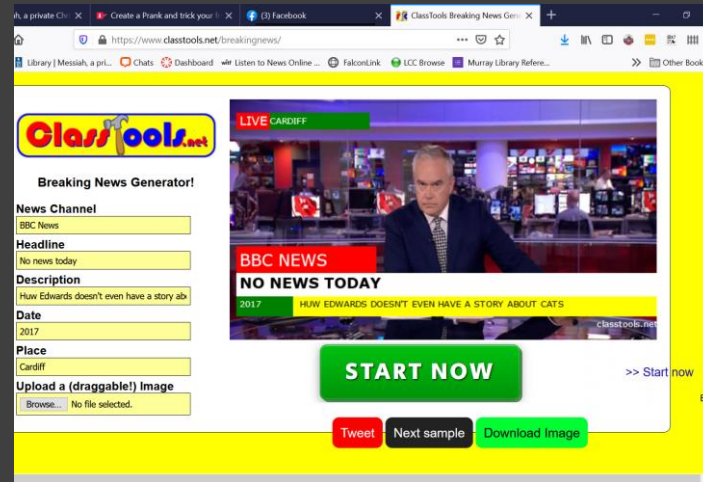 h, a private Ch
Create a Prank and trick your fr
(3) Facebook
ClassTools Breaking News Gene
https://www.classtools.net/breakingnews/
Library | Messiah, a pri...
Chats
Dashboard
Listen to News Online ...
FalconLink
LCC Browse
Murray Library Refere...
Other Book
ClassTools.net
Breaking News Generator!
News Channel
BBC News
Headline
No news today
Description
Huw Edwards doesn't even have a story ab
Date
2017
Place
Cardiff
Upload a (draggable!) Image
Browse... No file selected.
LIVE CARDIFF
BBC NEWS
NO NEWS TODAY
2017 HUW EDWARDS DOESN'T EVEN HAVE A STORY ABOUT CATS
classtools.net
START NOW
>> Start now
Tweet Next sample Download Image